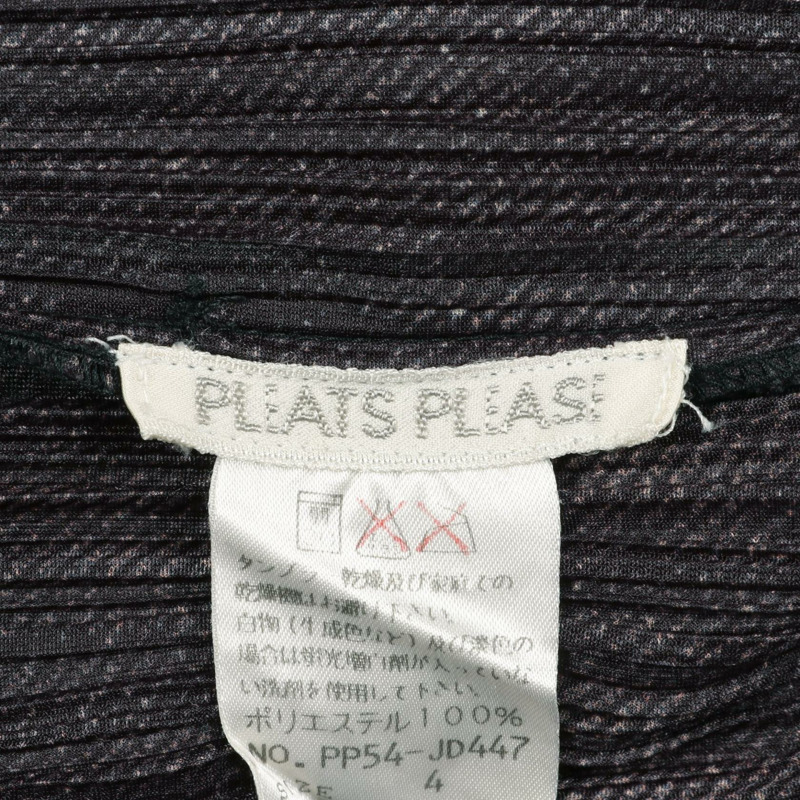 PLEATS PLEASE
タンブラー乾燥及び家庭での
乾燥機はお避け下さい。
白物(生成色など)及び淡色の
場合は蛍光増白剤が入っていな
い洗剤を使用して下さい。
ポリエステル100%
NO. PP54-JD447
SIZE 4